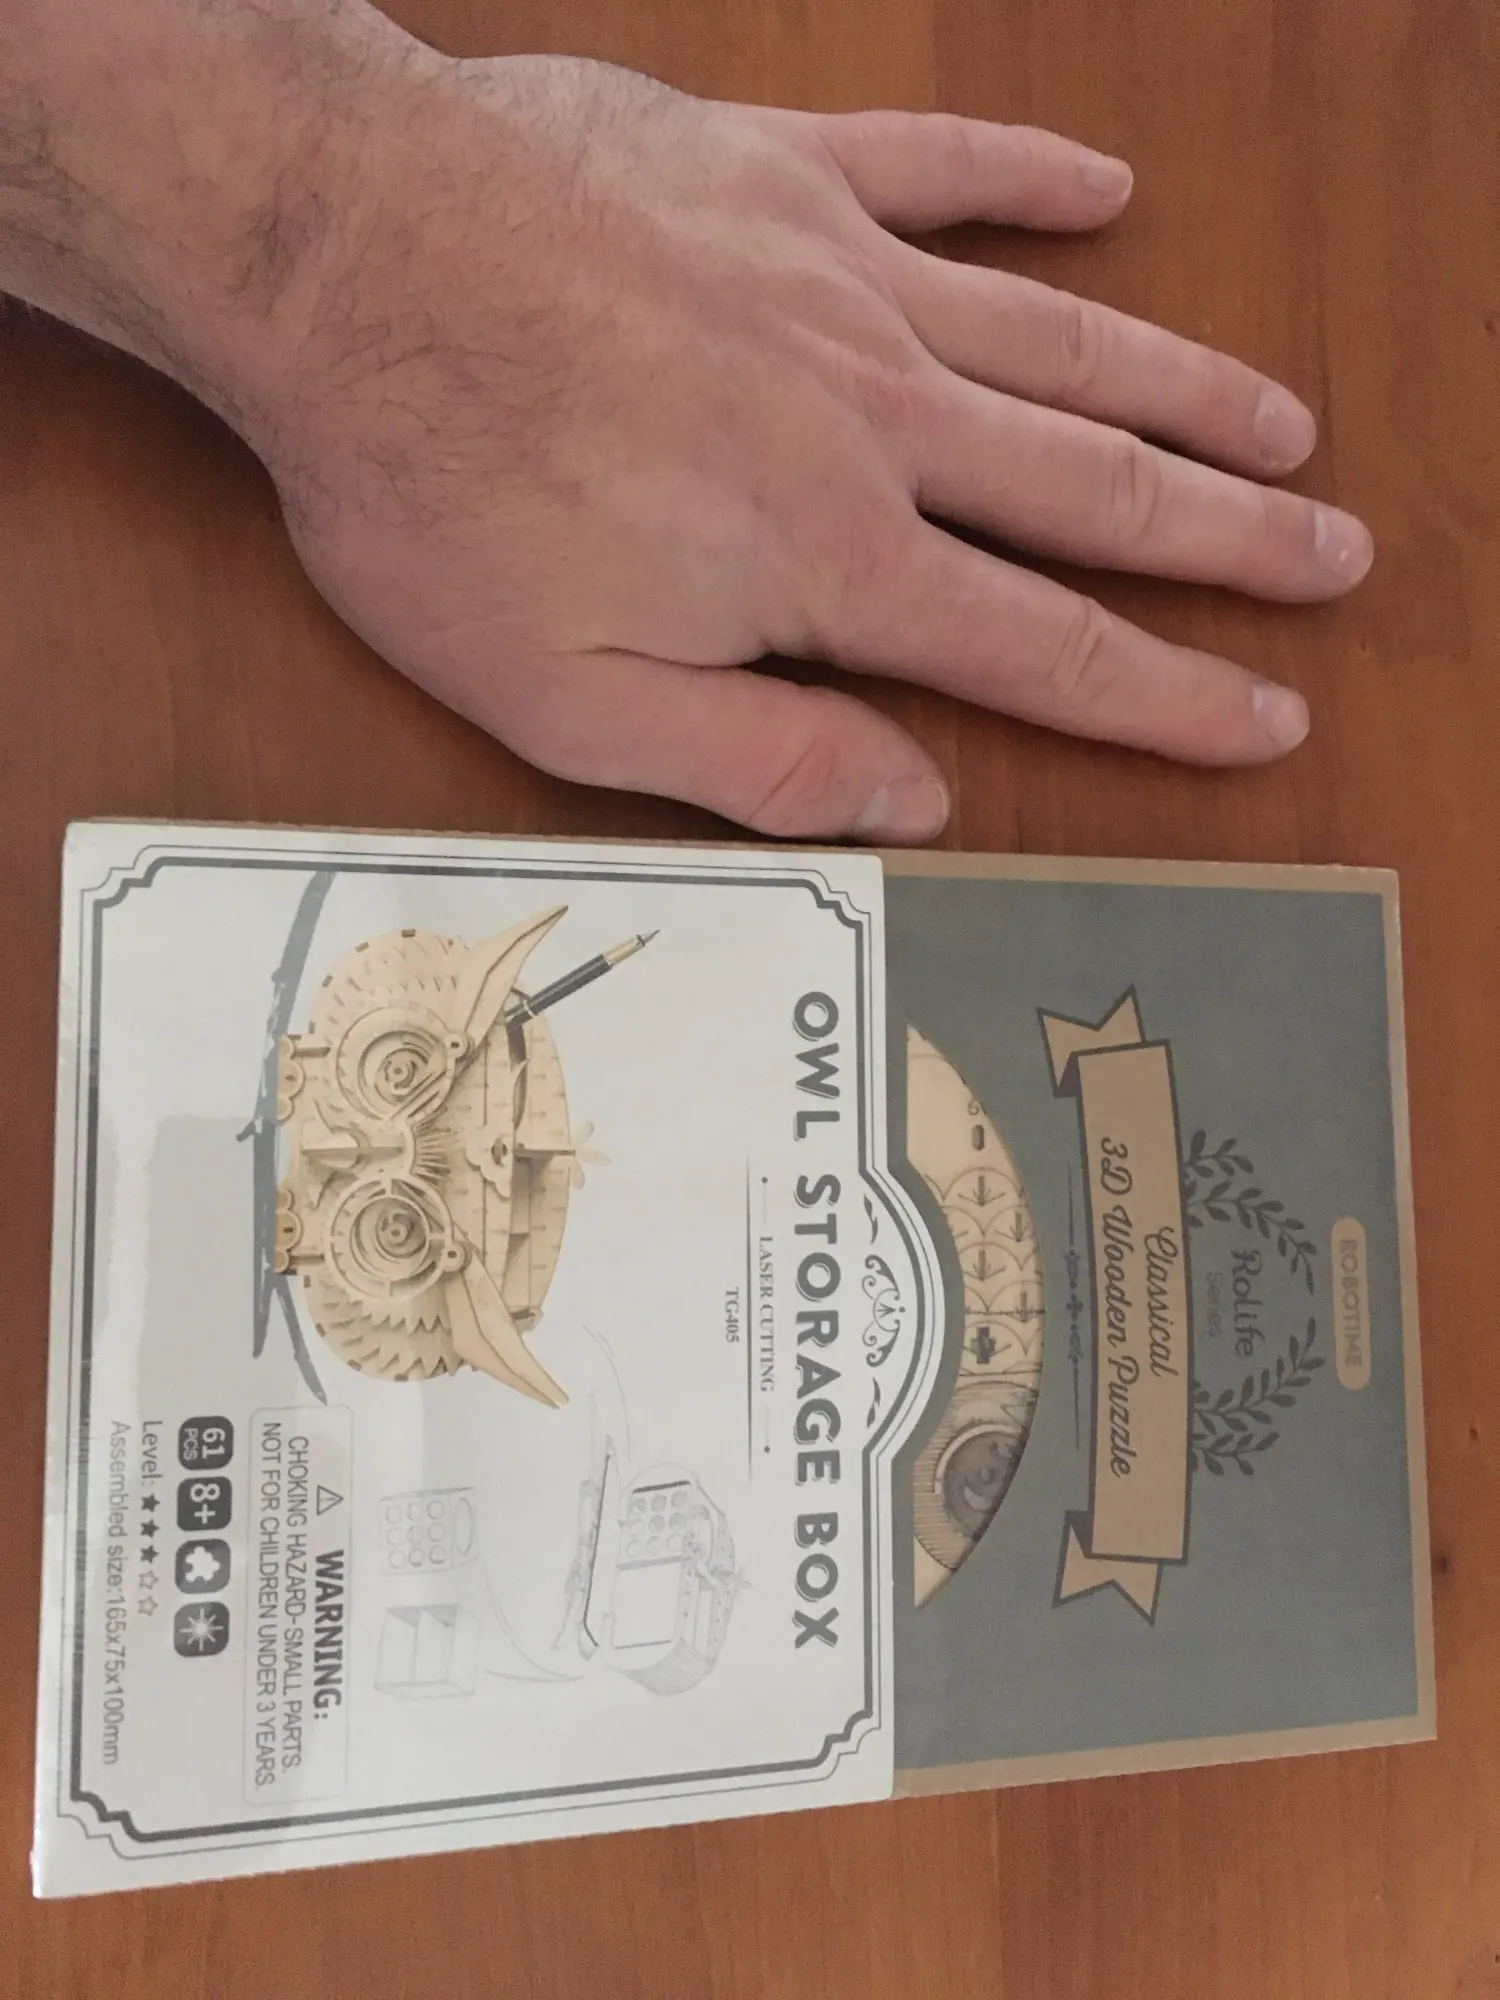 ROBOTIME
Rolife
Series
Classical
3D Wooden Puzzle
OWL STORAGE BOX
LASER CUTTING
TG405
WARNING:
CHOKING HAZARD-SMALL PARTS.
NOT FOR CHILDREN UNDER 3 YEARS.
61 PCS 8+
Level: ★★★☆☆
Assembled size:165x75x100mm